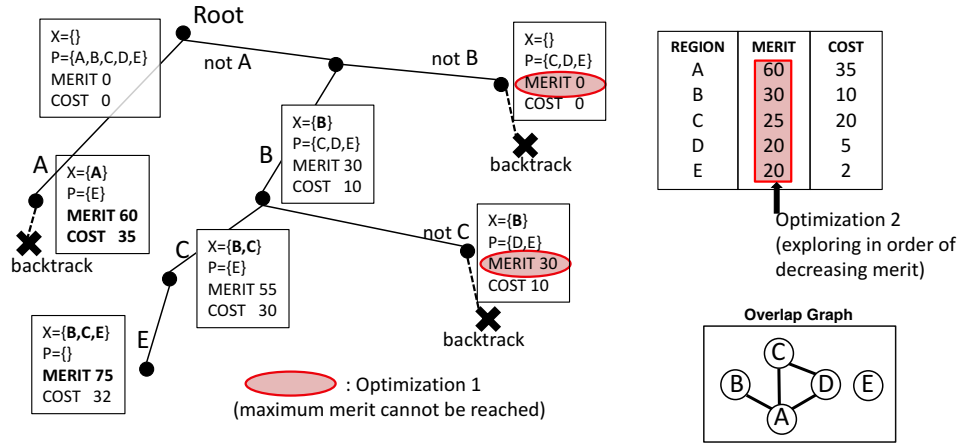 Root
X={}
P={A,B,C,D,E}
MERIT 0
COST 0
not A
not B
X={}
P={C,D,E}
MERIT 0
COST 0
backtrack
A
X={A}
P={E}
MERIT 60
COST 35
backtrack
B
X={B}
P={C,D,E}
MERIT 30
COST 10
C
X={B,C}
P={E}
MERIT 55
COST 30
not C
X={B}
P={D,E}
MERIT 30
COST 10
backtrack
E
X={B,C,E}
P={}
MERIT 75
COST 32
: Optimization 1
(maximum merit cannot be reached)
REGION MERIT COST
A 60 35
B 30 10
C 25 20
D 20 5
E 20 2
Optimization 2
(exploring in order of
decreasing merit)
Overlap Graph
C
B D E
A